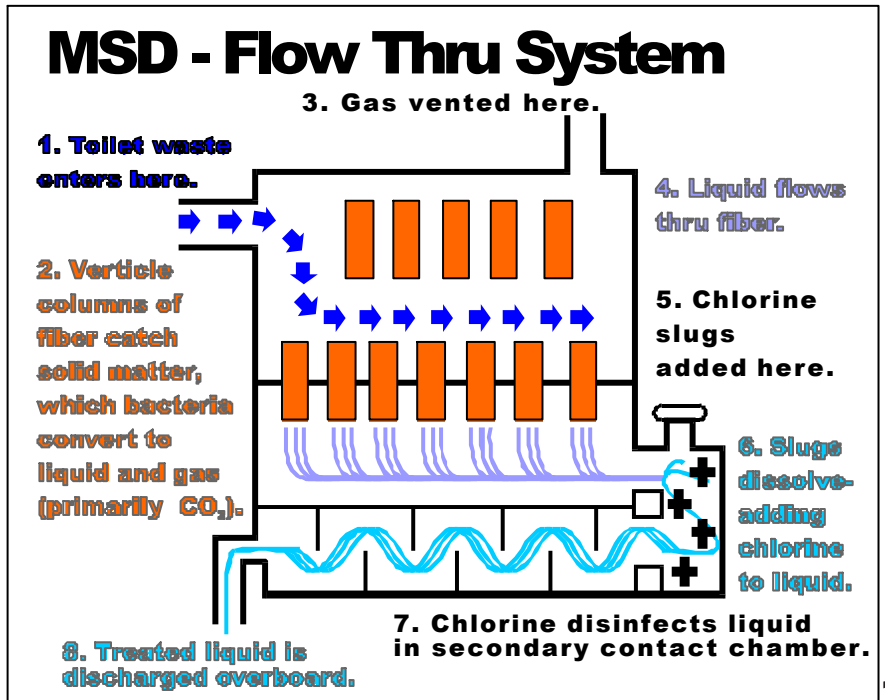 MSD - Flow Thru System
3. Gas vented here.
1. Toilet waste
enters here.
4. Liquid flows
thru fiber.
2. Verticle
columns of
fiber catch
solid matter,
which bacteria
convert to
liquid and gas
(primarily CO₂).
5. Chlorine
slugs
added here.
6. Slugs
dissolve-
adding
chlorine
to liquid.
7. Chlorine disinfects liquid
in secondary contact chamber.
8. Treated liquid is
discharged overboard.